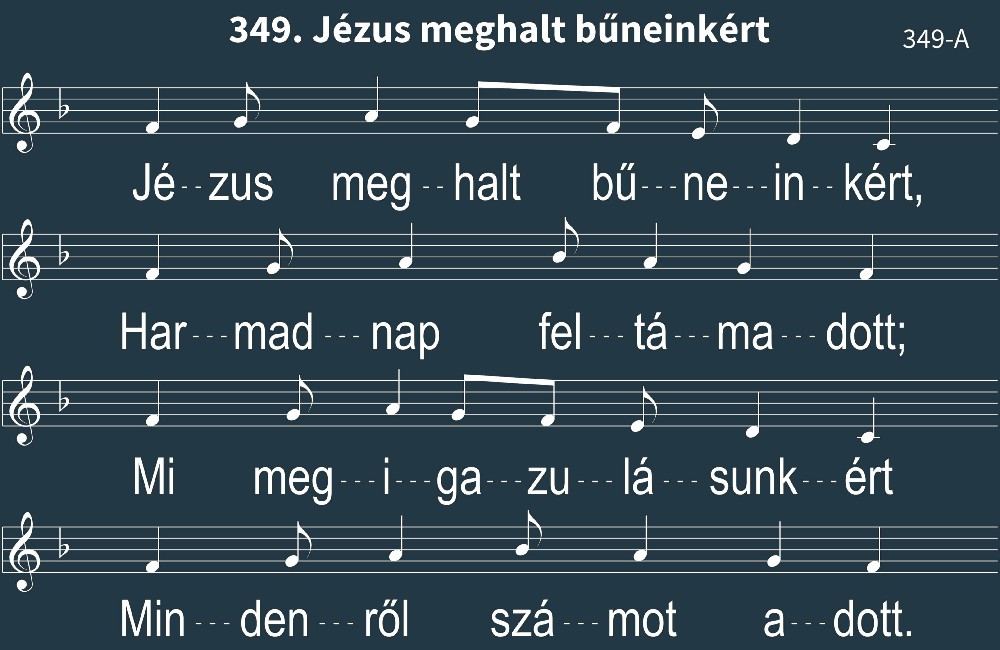 349. Jézus meghalt bűneinkért
349-A
Jé--zus meg--halt bű---ne---in--kért,
Har---mad---nap fel---tá---ma---dott;
Mi meg---i---ga---zu---lá---sunk---ért
Min---den---ről szá---mot a---dott.